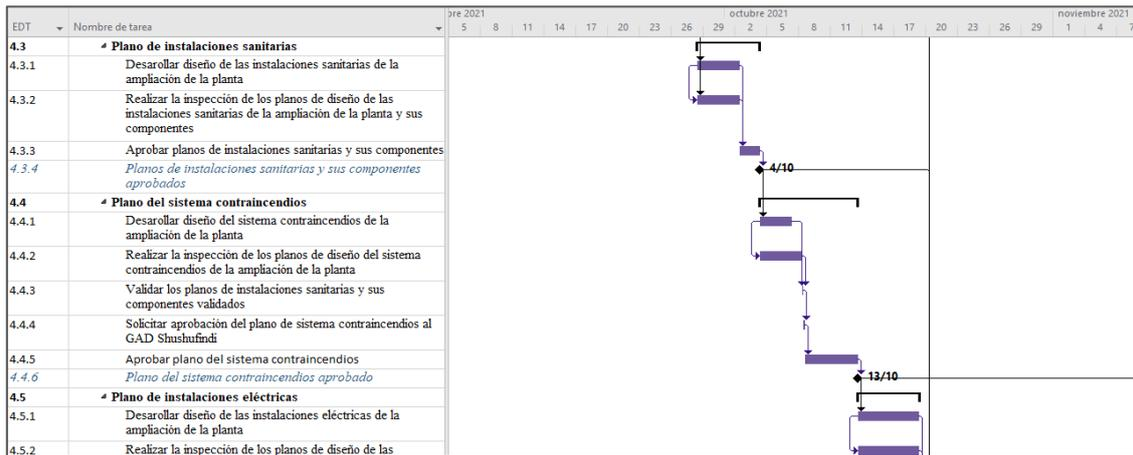 bre 2021 octubre 2021 noviembre 2021
EDT Nombre de tarea 5 8 11 14 17 20 23 26 29 2 5 8 11 14 17 20 23 26 29 1 4 7
4.3 Plano de instalaciones sanitarias
4.3.1 Desarollar diseño de las instalaciones sanitarias de la
ampliación de la planta
4.3.2 Realizar la inspección de los planos de diseño de las
instalaciones sanitarias de la ampliación de la planta y sus
componentes
4.3.3 Aprobar planos de instalaciones sanitarias y sus componentes
4.3.4 Planos de instalaciones sanitarias y sus componentes
aprobados
4/10
4.4 Plano del sistema contraincendios
4.4.1 Desarollar diseño del sistema contraincendios de la
ampliación de la planta
4.4.2 Realizar la inspección de los planos de diseño del sistema
contraincendios de la ampliación de la planta
4.4.3 Validar los planos de instalaciones sanitarias y sus
componentes validados
4.4.4 Solicitar aprobación del plano de sistema contraincendios al
GAD Shushufindi
4.4.5 Aprobar plano del sistema contraincendios
4.4.6 Plano del sistema contraincendios aprobado 13/10
4.5 Plano de instalaciones eléctricas
4.5.1 Desarollar diseño de las instalaciones eléctricas de la
ampliación de la planta
4.5.2 Realizar la inspección de los planos de diseño de las